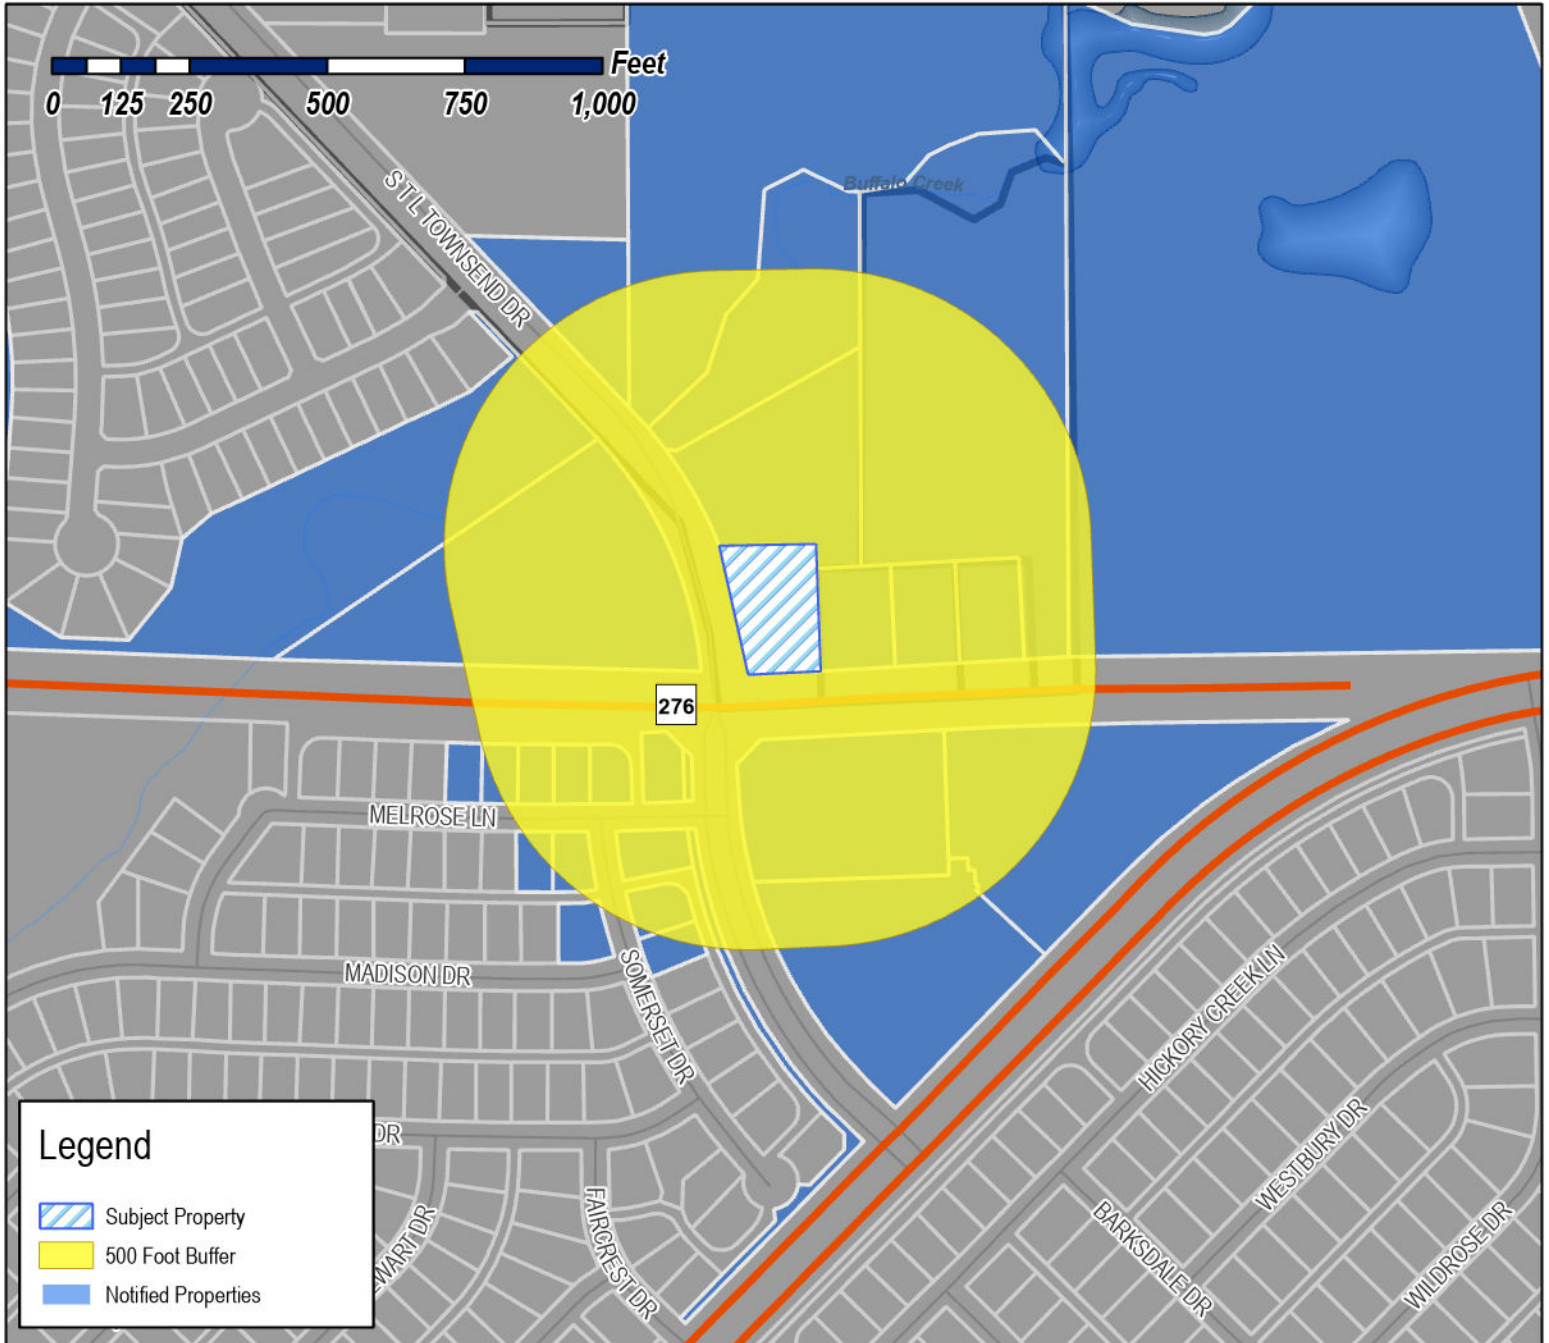 Feet
0 125 250 500 750 1,000
S T L TOWNSEND DR
Buffalo Creek
276
MELROSE LN
MADISON DR
SOMERSET DR
HICKORY CREEK LN
DR
WESTBURY DR
FAIRCREST DR
BARKSDALE DR
WART DR
WILDROSE DR
Legend
Subject Property
500 Foot Buffer
Notified Properties